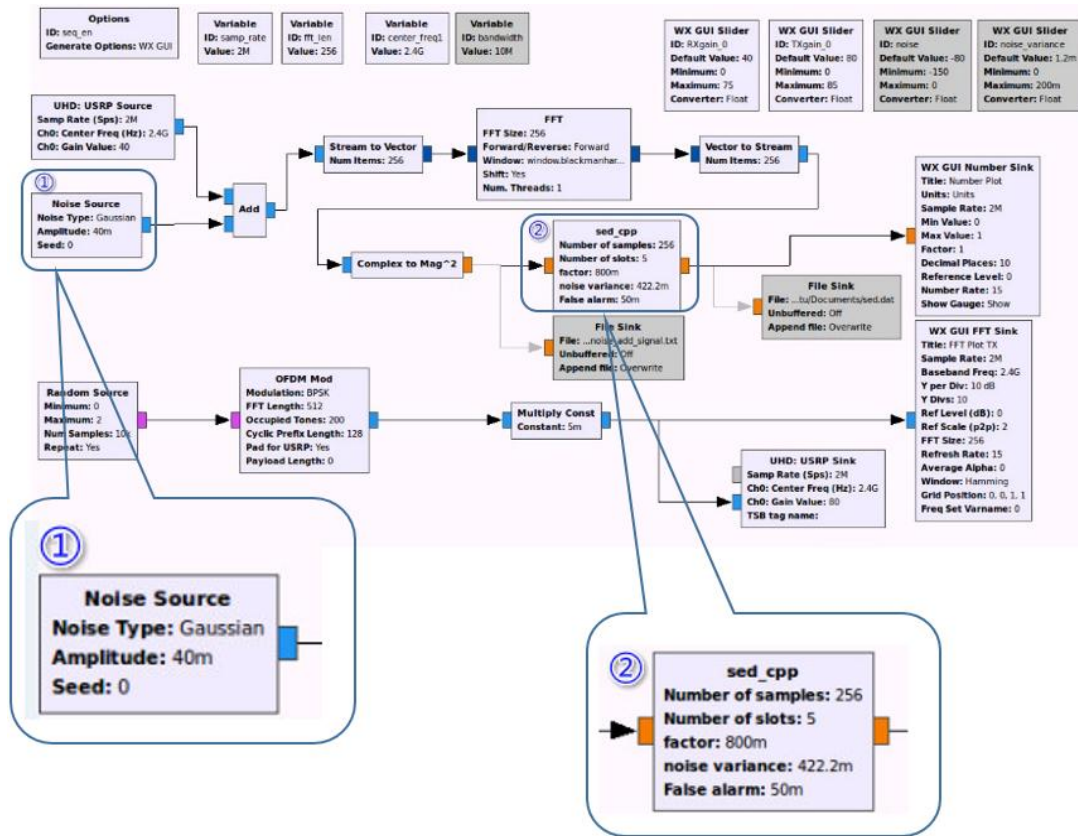 Options
ID: seq_en
Generate Options: WX GUI
Variable
ID: samp_rate
Value: 2M
Variable
ID: fft_len
Value: 256
Variable
ID: center_freq1
Value: 2.4G
Variable
ID: bandwidth
Value: 10M
WX GUI Slider
ID: RXgain_0
Default Value: 40
Minimum: 0
Maximum: 75
Converter: Float
WX GUI Slider
ID: TXgain_0
Default Value: 80
Minimum: 0
Maximum: 85
Converter: Float
WX GUI Slider
ID: noise
Default Value: -80
Minimum: -150
Maximum: 0
Converter: Float
WX GUI Slider
ID: noise_variance
Default Value: 1.2m
Minimum: 0
Maximum: 200m
Converter: Float
UHD: USRP Source
Samp Rate (Sps): 2M
Ch0: Center Freq (Hz): 2.4G
Ch0: Gain Value: 40
①
Noise Source
Noise Type: Gaussian
Amplitude: 40m
Seed: 0
Add
Stream to Vector
Num Items: 256
FFT
FFT Size: 256
Forward/Reverse: Forward
Window: window.blackmanhar...
Shift: Yes
Num. Threads: 1
Vector to Stream
Num Items: 256
Complex to Mag^2
②
sed_cpp
Number of samples: 256
Number of slots: 5
factor: 800m
noise variance: 422.2m
False alarm: 50m
File Sink
File: ...noise_add_signal.txt
Unbuffered: Off
Append file: Overwrite
File Sink
File: ...tu/Documents/sed.dat
Unbuffered: Off
Append file: Overwrite
WX GUI Number Sink
Title: Number Plot
Units: Units
Sample Rate: 2M
Min Value: 0
Max Value: 1
Factor: 1
Decimal Places: 10
Reference Level: 0
Number Rate: 15
Show Gauge: Show
Random Source
Minimum: 0
Maximum: 2
Num Samples: 10k
Repeat: Yes
OFDM Mod
Modulation: BPSK
FFT Length: 512
Occupied Tones: 200
Cyclic Prefix Length: 128
Pad for USRP: Yes
Payload Length: 0
Multiply Const
Constant: 5m
UHD: USRP Sink
Samp Rate (Sps): 2M
Ch0: Center Freq (Hz): 2.4G
Ch0: Gain Value: 80
TSB tag name:
WX GUI FFT Sink
Title: FFT Plot TX
Sample Rate: 2M
Baseband Freq: 2.4G
Y per Div: 10 dB
Y Divs: 10
Ref Level (dB): 0
Ref Scale (p2p): 2
FFT Size: 256
Refresh Rate: 15
Average Alpha: 0
Window: Hamming
Grid Position: 0, 0, 1, 1
Freq Set Varname: 0
①
Noise Source
Noise Type: Gaussian
Amplitude: 40m
Seed: 0
②
sed_cpp
Number of samples: 256
Number of slots: 5
factor: 800m
noise variance: 422.2m
False alarm: 50m